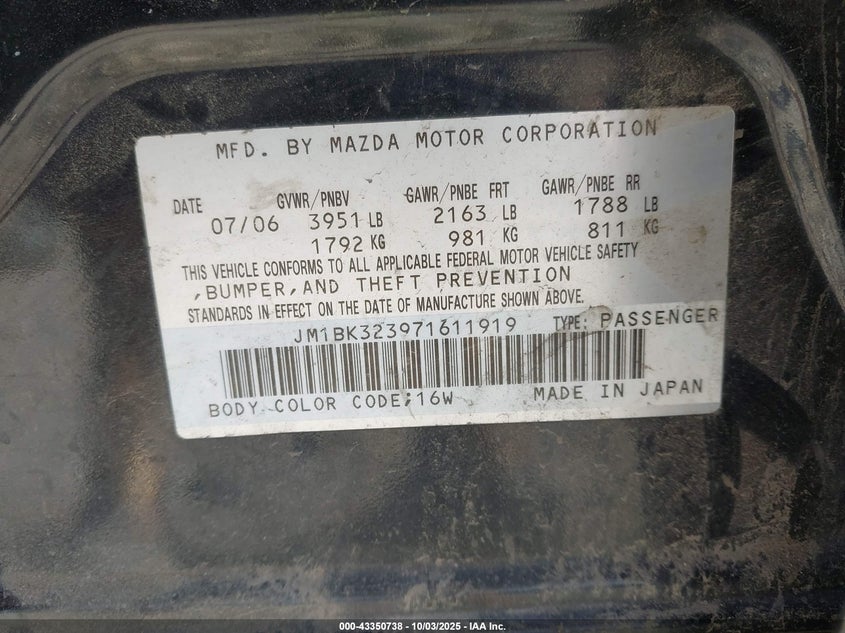 MFD. BY MAZDA MOTOR CORPORATION
DATE GVWR/PNBV GAWR/PNBE FRT GAWR/PNBE RR
07/06 3951 LB 2163 LB 1788 LB
1792 KG 981 KG 811 KG
THIS VEHICLE CONFORMS TO ALL APPLICABLE FEDERAL MOTOR VEHICLE SAFETY
,BUMPER,AND THEFT PREVENTION
STANDARDS IN EFFECT ON THE DATE OF MANUFACTURE SHOWN ABOVE.
JM1BK323971611919 TYPE: PASSENGER
BODY COLOR CODE;16W MADE IN JAPAN
000-43350738 - 10/03/2025 - IAA Inc.